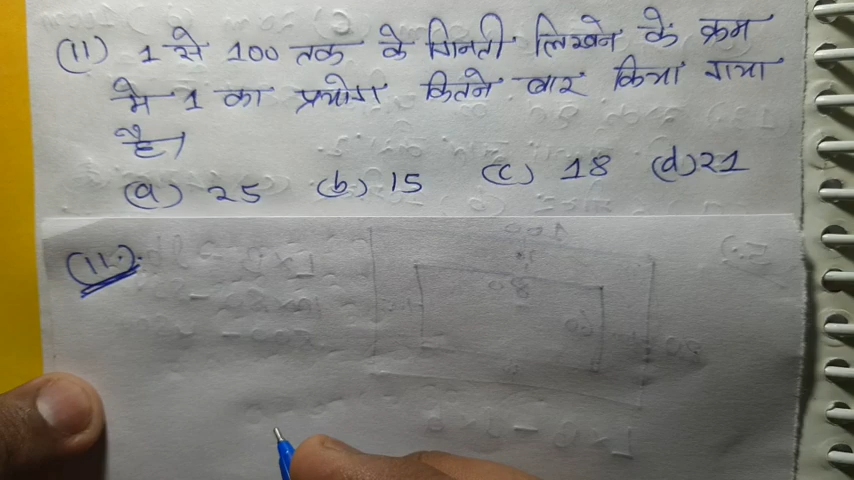 (11) 1 से 100 तक के गिनती लिखने के क्रम
मे 1 का प्रयोग कितने बार किया गया
है।
(a) 25 (b) 15 (c) 18 (d) 21
(11).